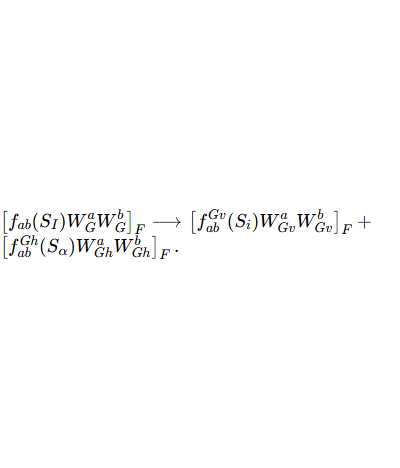 [f_{ab}(S_I)W^a_G W^b_G]_F ⟶ [f^{Gv}_{ab}(S_i)W^a_{Gv}W^b_{Gv}]_F +
[f^{Gh}_{ab}(S_α)W^a_{Gh}W^b_{Gh}]_F .